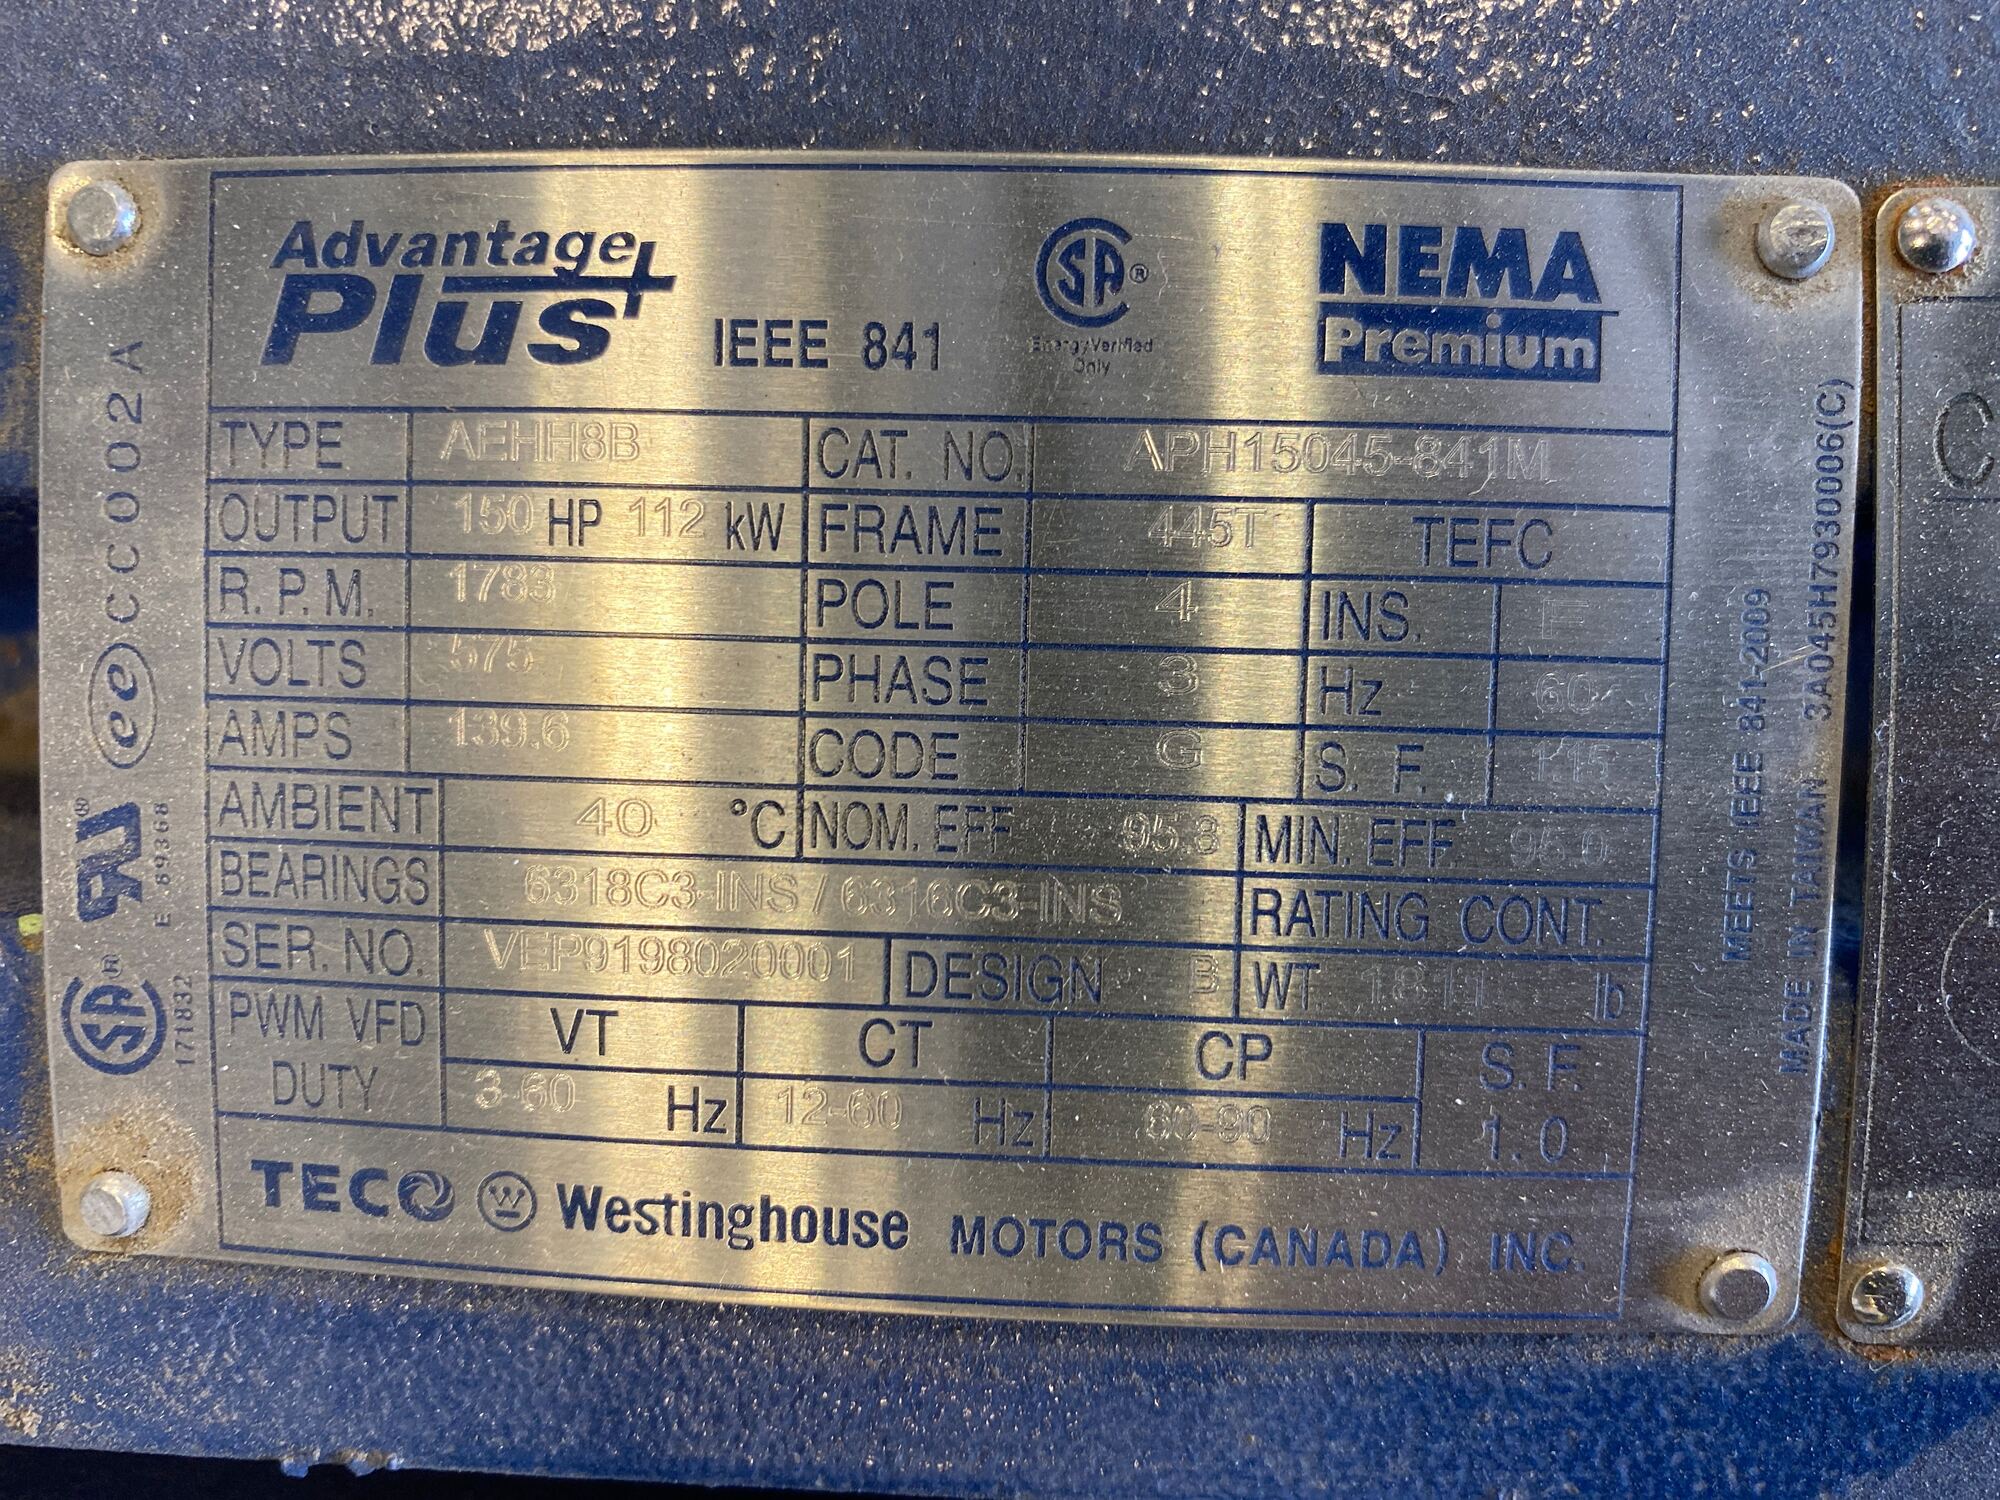 Advantage
Plus+ IEEE 841
CSA ®
Energy Verified
Only
NEMA
Premium
TYPE AEHH8B CAT. NO. APH15045-841M
OUTPUT 150 HP 112 kW FRAME 445T TEFC
R.P.M. 1783 POLE 4 INS. F
VOLTS 575 PHASE 3 Hz 60
AMPS 139.6 CODE G S. F. 1.15
AMBIENT 40 °C NOM. EFF 95.8 MIN. EFF 95.0
BEARINGS 6318C3-INS / 6316C3-INS RATING CONT.
SER. NO. VEP9198020001 DESIGN B WT. 1811 lb
PWM VFD VT CT CP S. F.
DUTY 3-60 Hz 12-60 Hz 60-90 Hz 1.0
TECO Westinghouse MOTORS (CANADA) INC.
CC002A
ee
E 89368
171832
MEETS IEEE 841-2009
MADE IN TAIWAN 3A045H7930006(C)